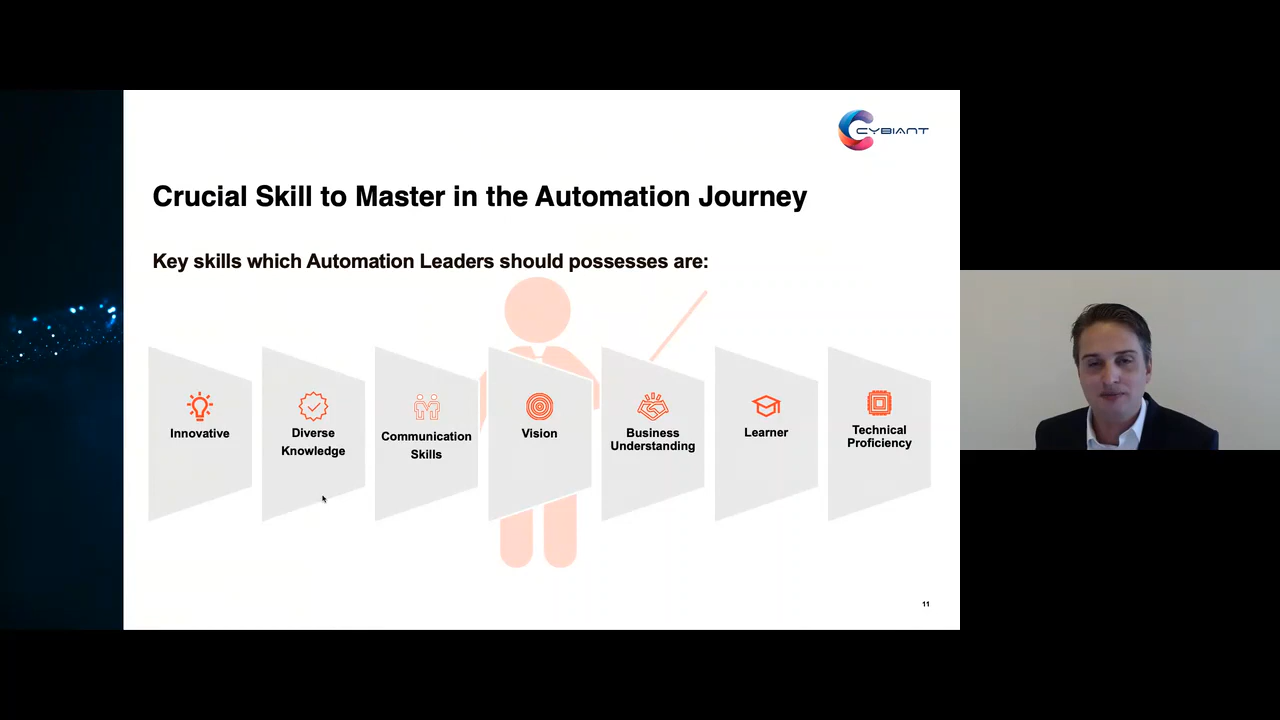 CYBIANT
Crucial Skill to Master in the Automation Journey
Key skills which Automation Leaders should possesses are:
Innovative
Diverse
Knowledge
Communication
Skills
Vision
Business
Understanding
Learner
Technical
Proficiency
11